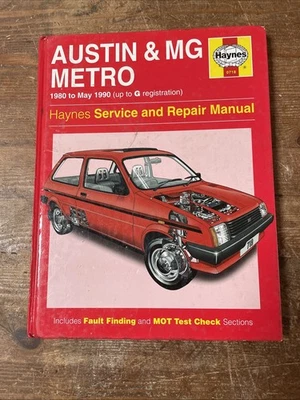 AUSTIN & MG
METRO
Haynes
1980 to May 1990 (up to G registration)
Haynes Service and Repair Manual
Includes Fault Finding and MOT Test Check Sections